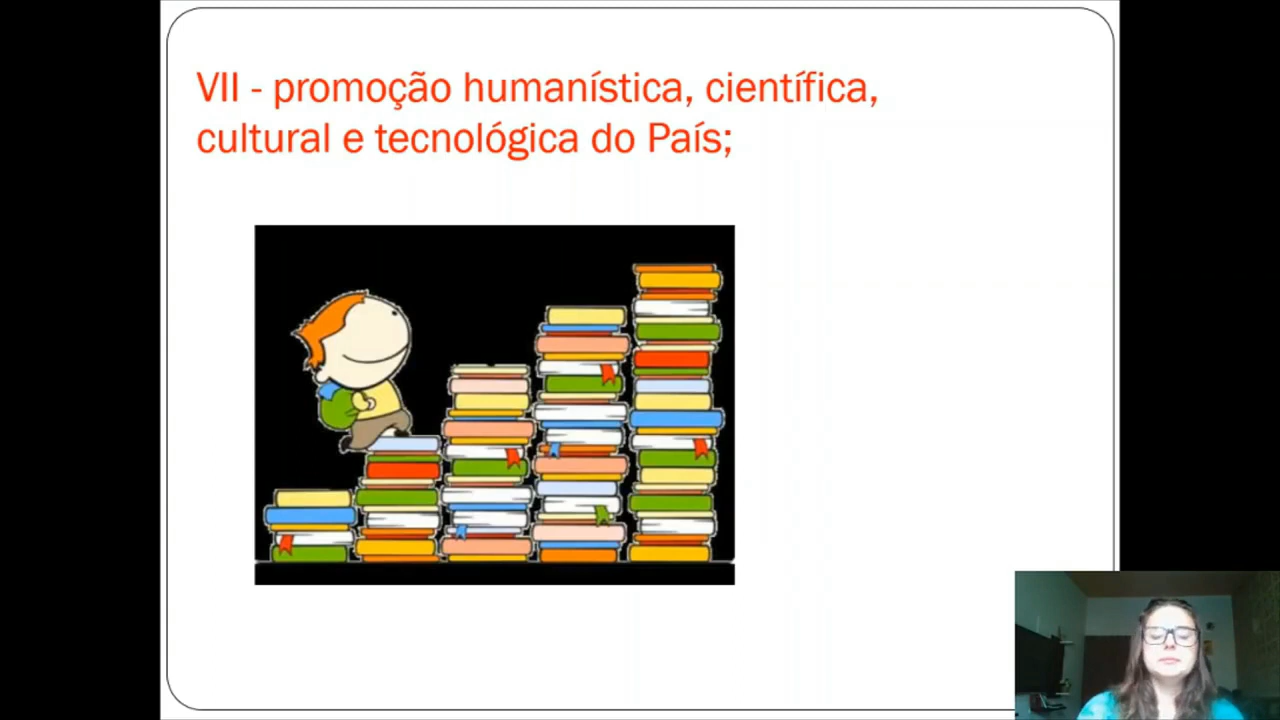 VII - promoção humanística, científica,
cultural e tecnológica do País;